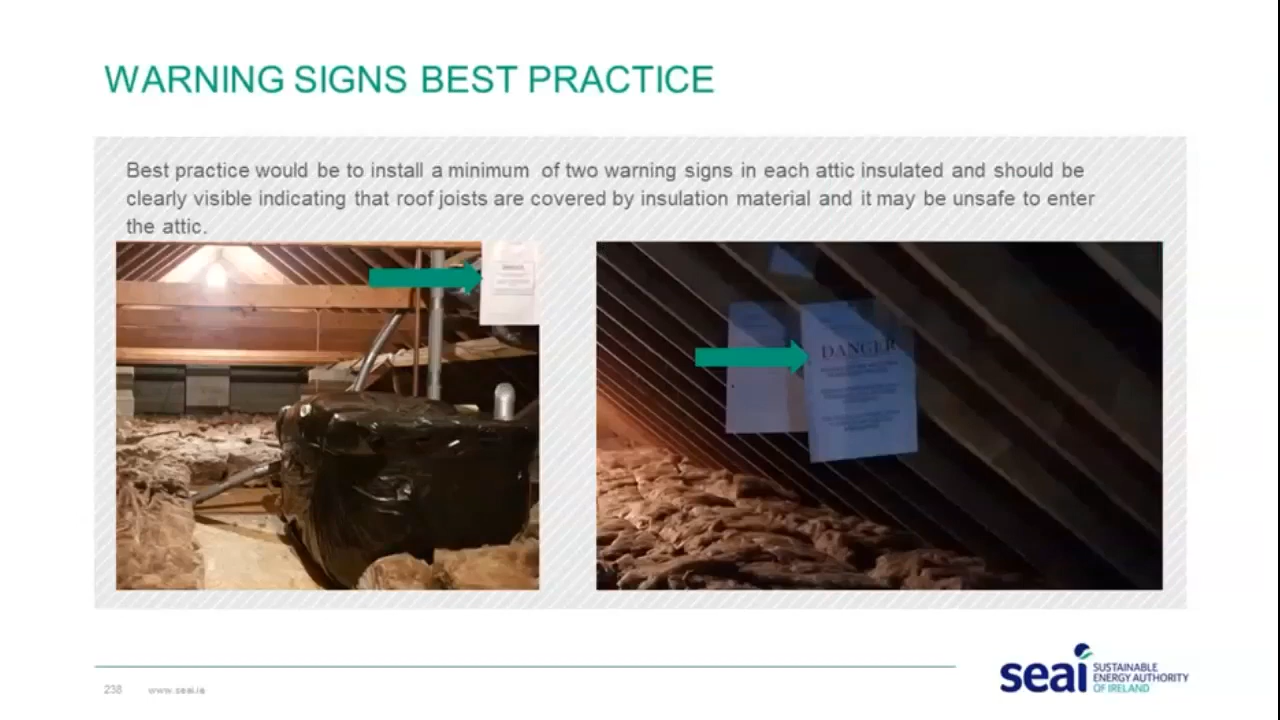 WARNING SIGNS BEST PRACTICE
Best practice would be to install a minimum of two warning signs in each attic insulated and should be
clearly visible indicating that roof joists are covered by insulation material and it may be unsafe to enter
the attic.
DANGER
238 www.seai.ie
seai SUSTAINABLE
ENERGY AUTHORITY
OF IRELAND